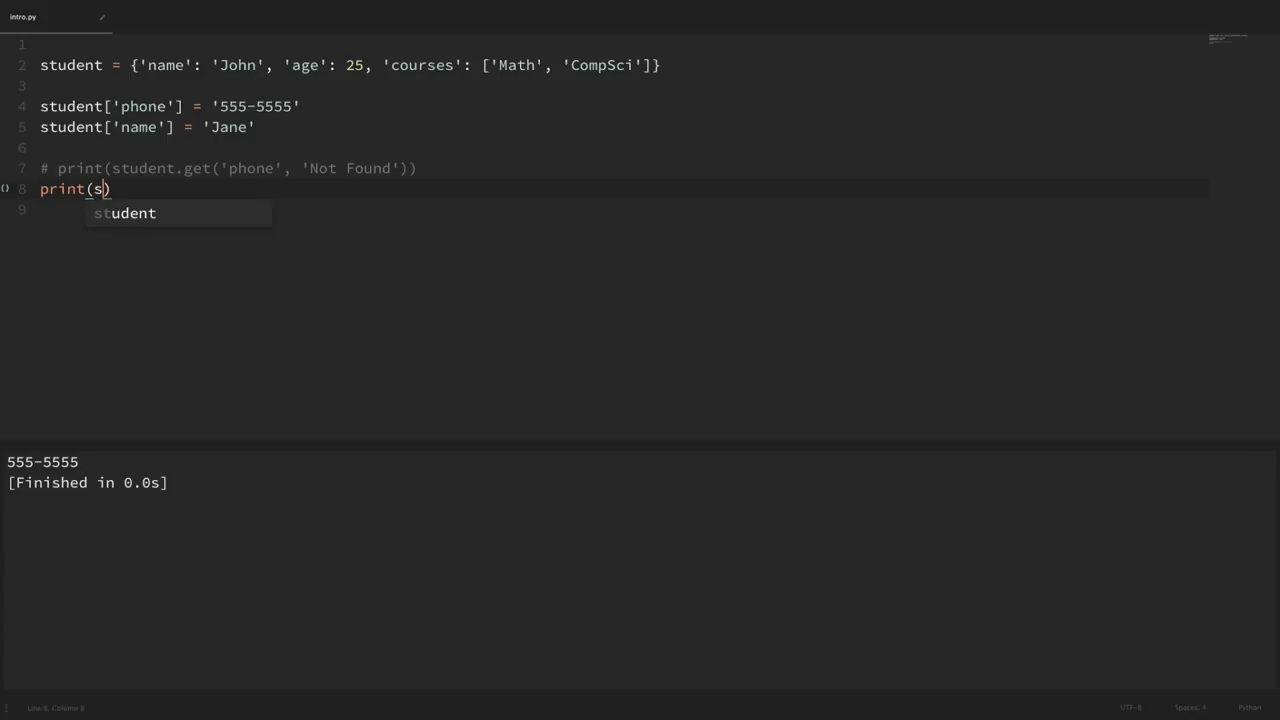 intro.py
1
2 student = {'name': 'John', 'age': 25, 'courses': ['Math', 'CompSci']}
3
4 student['phone'] = '555-5555'
5 student['name'] = 'Jane'
6
7 # print(student.get('phone', 'Not Found'))
() 8 print(s)
student
9
555-5555
[Finished in 0.0s]
Line 8, Column 8
UTF-8
Spaces: 4
Python